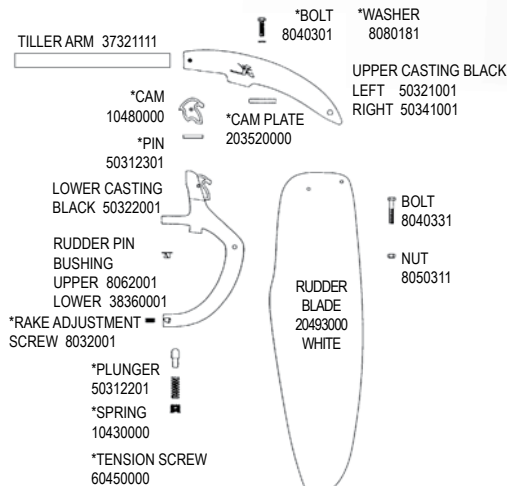 *BOLT
8040301
*WASHER
8080181
TILLER ARM 37321111
UPPER CASTING BLACK
LEFT 50321001
RIGHT 50341001
*CAM
10480000
*CAM PLATE
203520000
*PIN
50312301
LOWER CASTING
BLACK 50322001
BOLT
8040331
RUDDER PIN
BUSHING
UPPER 8062001
LOWER 38360001
NUT
8050311
RUDDER
BLADE
20493000
WHITE
*RAKE ADJUSTMENT
SCREW 8032001
*PLUNGER
50312201
*SPRING
10430000
*TENSION SCREW
60450000